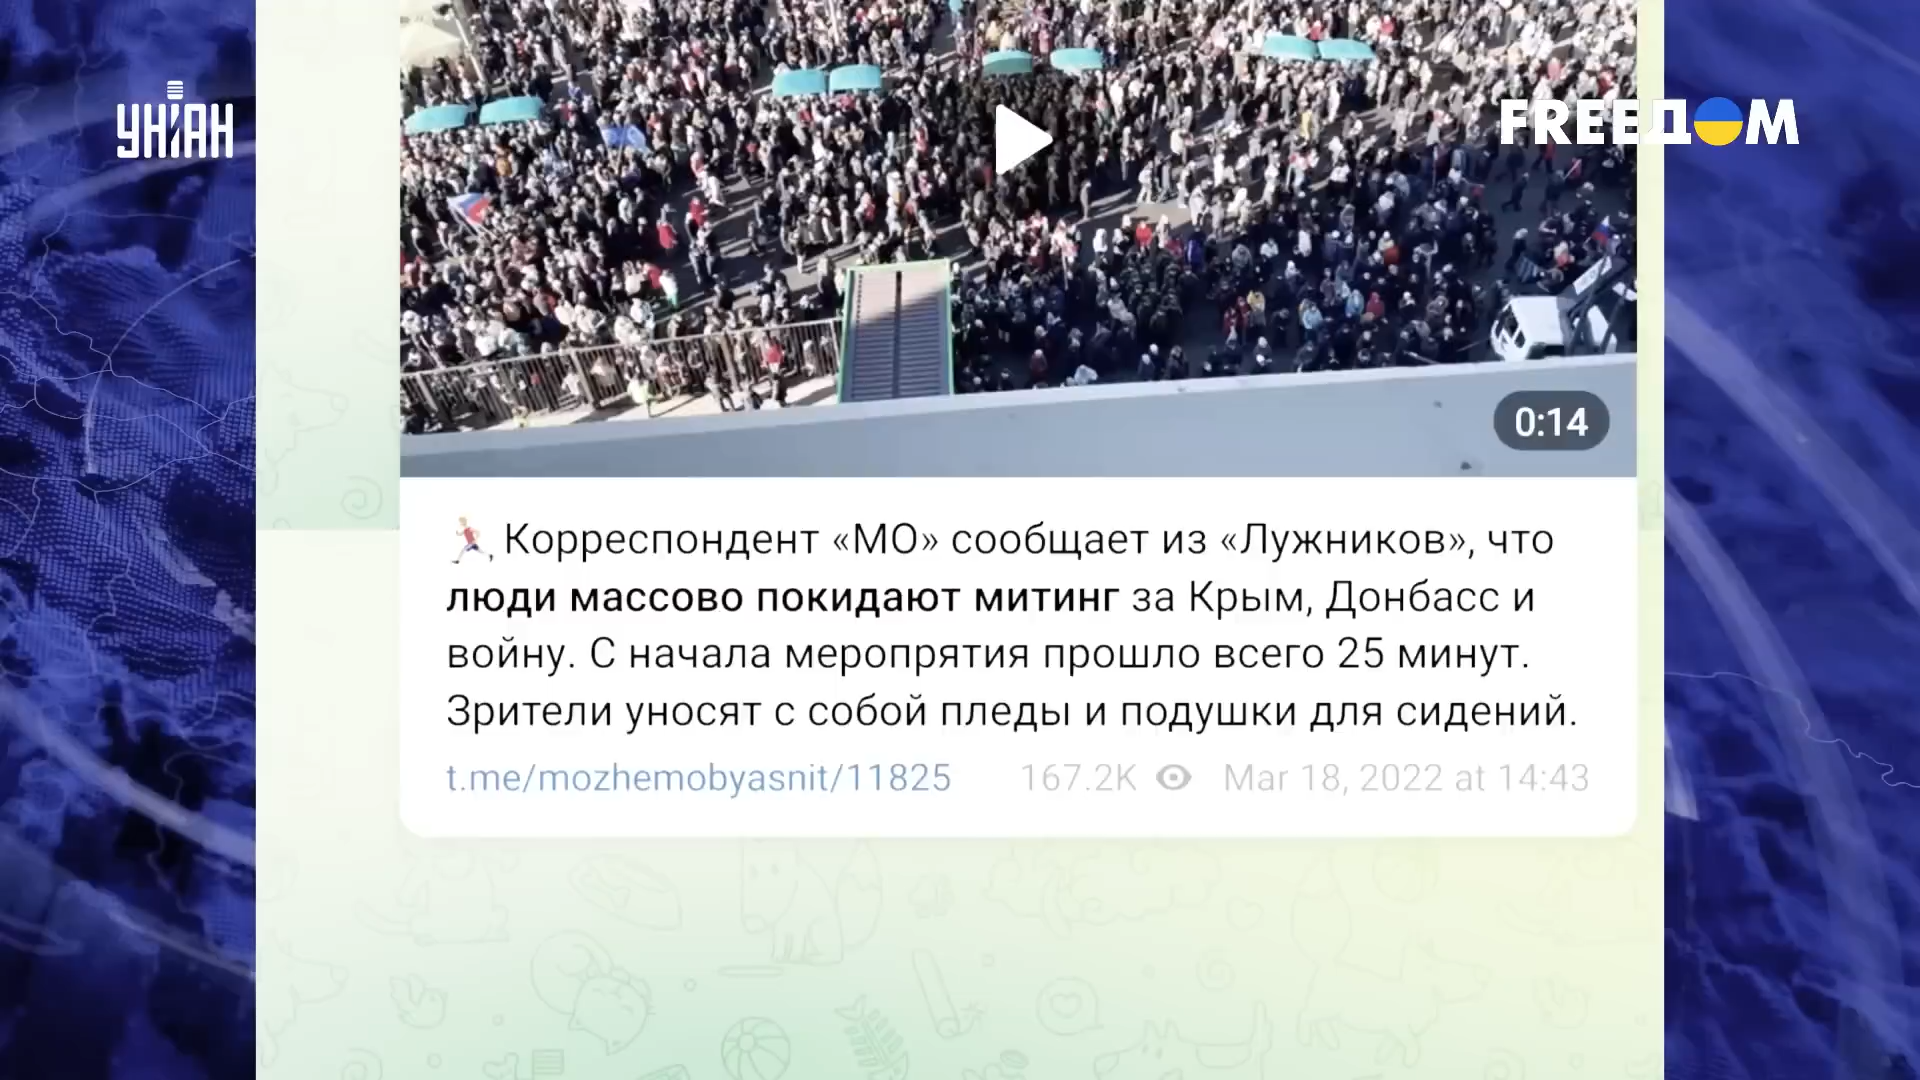 УНІАН
FREEДОМ
0:14
Корреспондент «МО» сообщает из «Лужников», что
люди массово покидают митинг за Крым, Донбасс и
войну. С начала меропрятия прошло всего 25 минут.
Зрители уносят с собой пледы и подушки для сидений.
t.me/mozhemobyasnit/11825 167.2K Mar 18, 2022 at 14:43